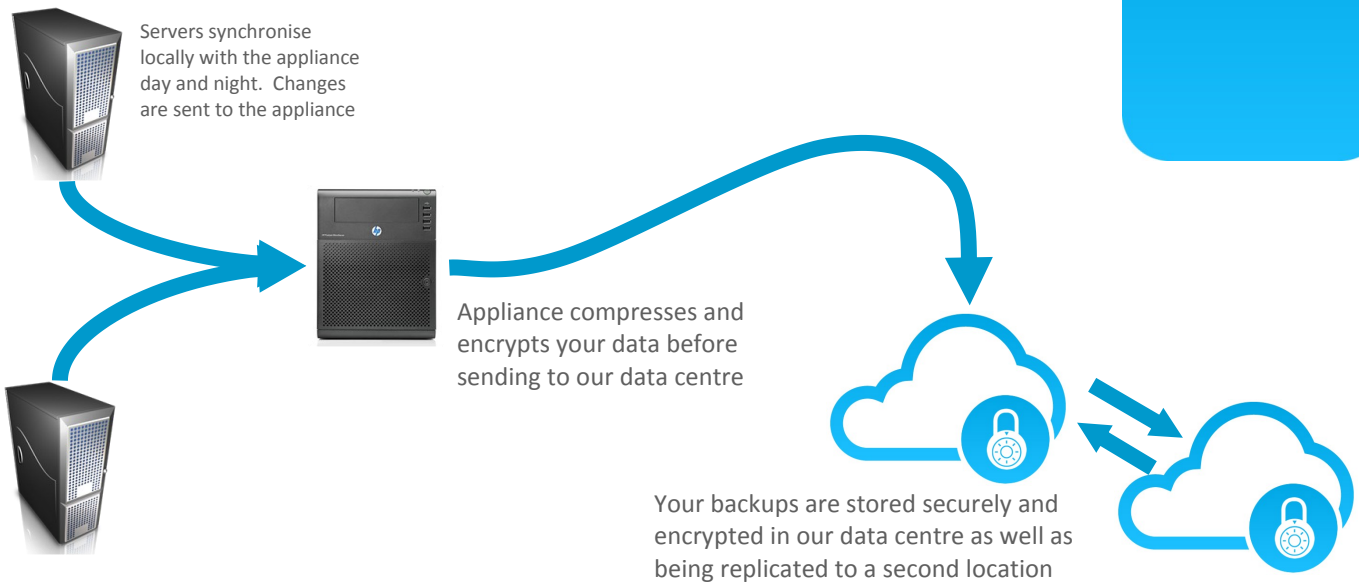 Servers synchronise
locally with the appliance
day and night. Changes
are sent to the appliance
hp
Appliance compresses and
encrypts your data before
sending to our data centre
Your backups are stored securely and
encrypted in our data centre as well as
being replicated to a second location